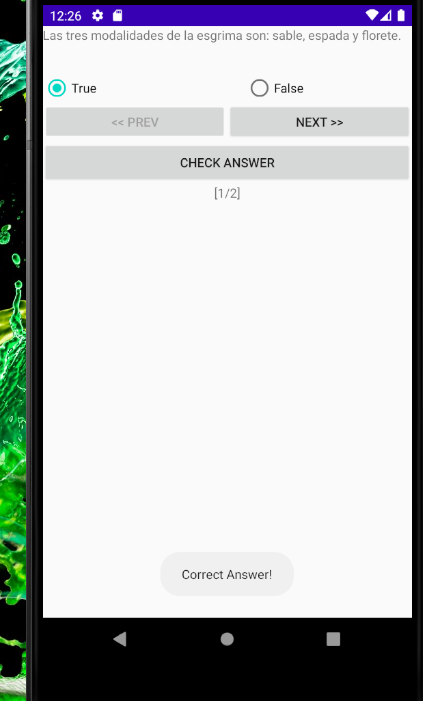 12:26
Las tres modalidades de la esgrima son: sable, espada y florete.
True
False
<< PREV
NEXT >>
CHECK ANSWER
[1/2]
Correct Answer!